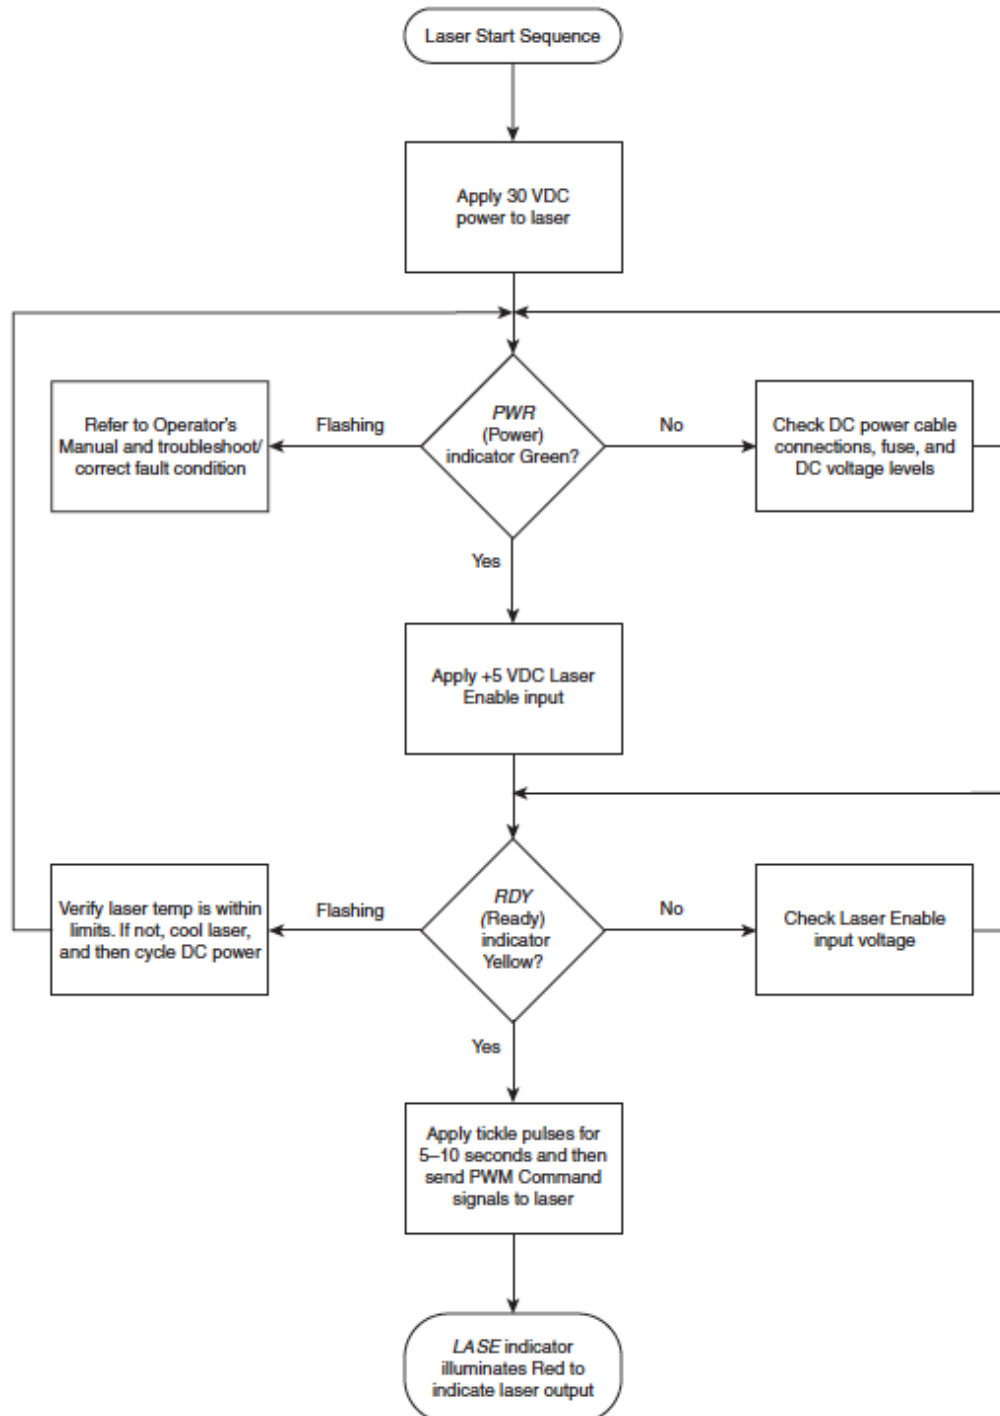 Laser Start Sequence
Apply 30 VDC
power to laser
PWR
(Power)
indicator Green?
Flashing
Refer to Operator's
Manual and troubleshoot/
correct fault condition
No
Check DC power cable
connections, fuse, and
DC voltage levels
Yes
Apply +5 VDC Laser
Enable input
RDY
(Ready)
indicator
Yellow?
Flashing
Verify laser temp is within
limits. If not, cool laser,
and then cycle DC power
No
Check Laser Enable
input voltage
Yes
Apply tickle pulses for
5–10 seconds and then
send PWM Command
signals to laser
LASE indicator
illuminates Red to
indicate laser output